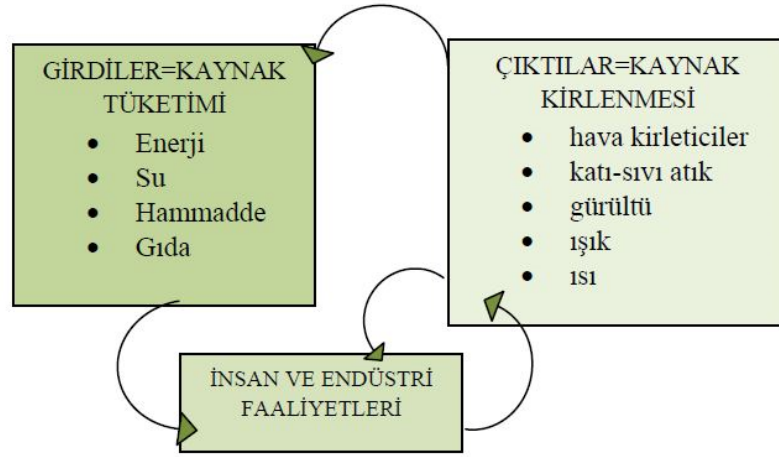 GİRDİLER=KAYNAK
TÜKETİMİ
• Enerji
• Su
• Hammadde
• Gıda
ÇIKTILAR=KAYNAK
KİRLENMESİ
• hava kirleticiler
• katı-sıvı atık
• gürültü
• ışık
• ısı
İNSAN VE ENDÜSTRİ
FAALİYETLERİ